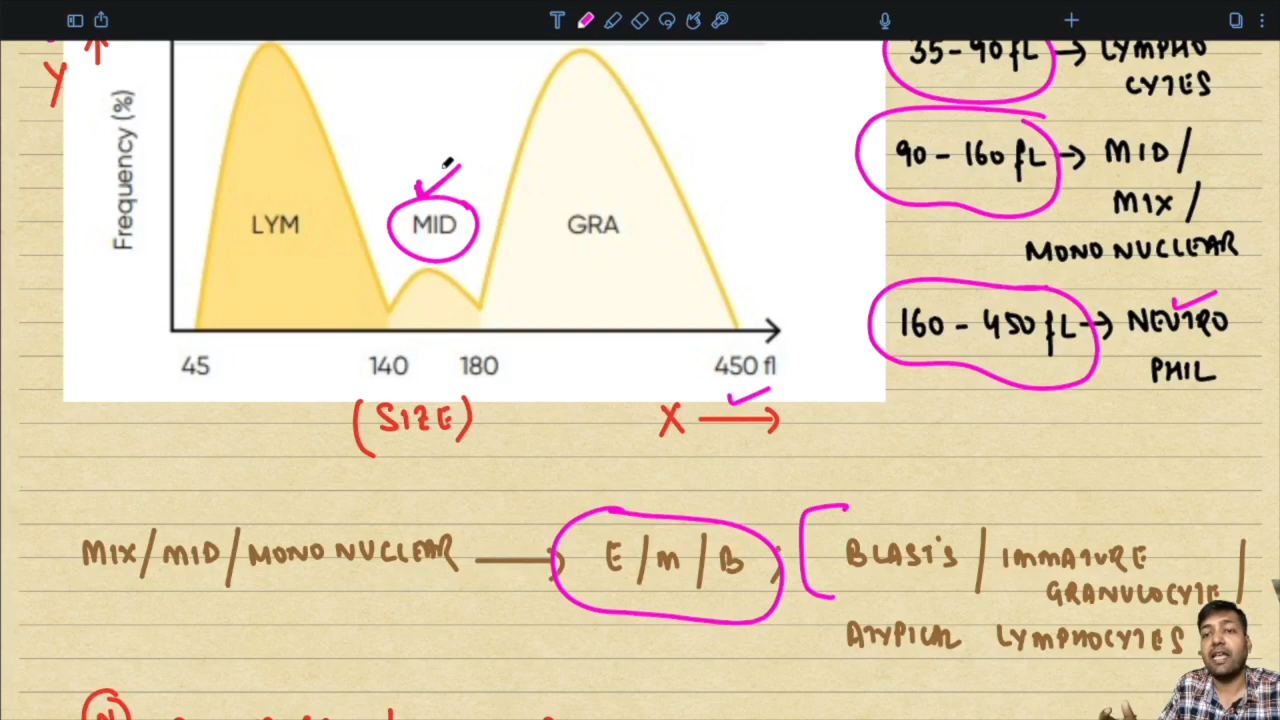 35-90 fL → LYMPHO
CYTES
Y ↑
Frequency (%)
90 - 160 fL → MID/
MIX/
MONONUCLEAR
LYM MID GRA
160 - 450 fL → NEUTRO
PHIL
45 140 180 450 fl
(SIZE) X →
MIX/MID/MONONUCLEAR → E/M/B
BLASTS / IMMATURE
GRANULOCYTE /
ATYPICAL LYMPHOCYTES
N